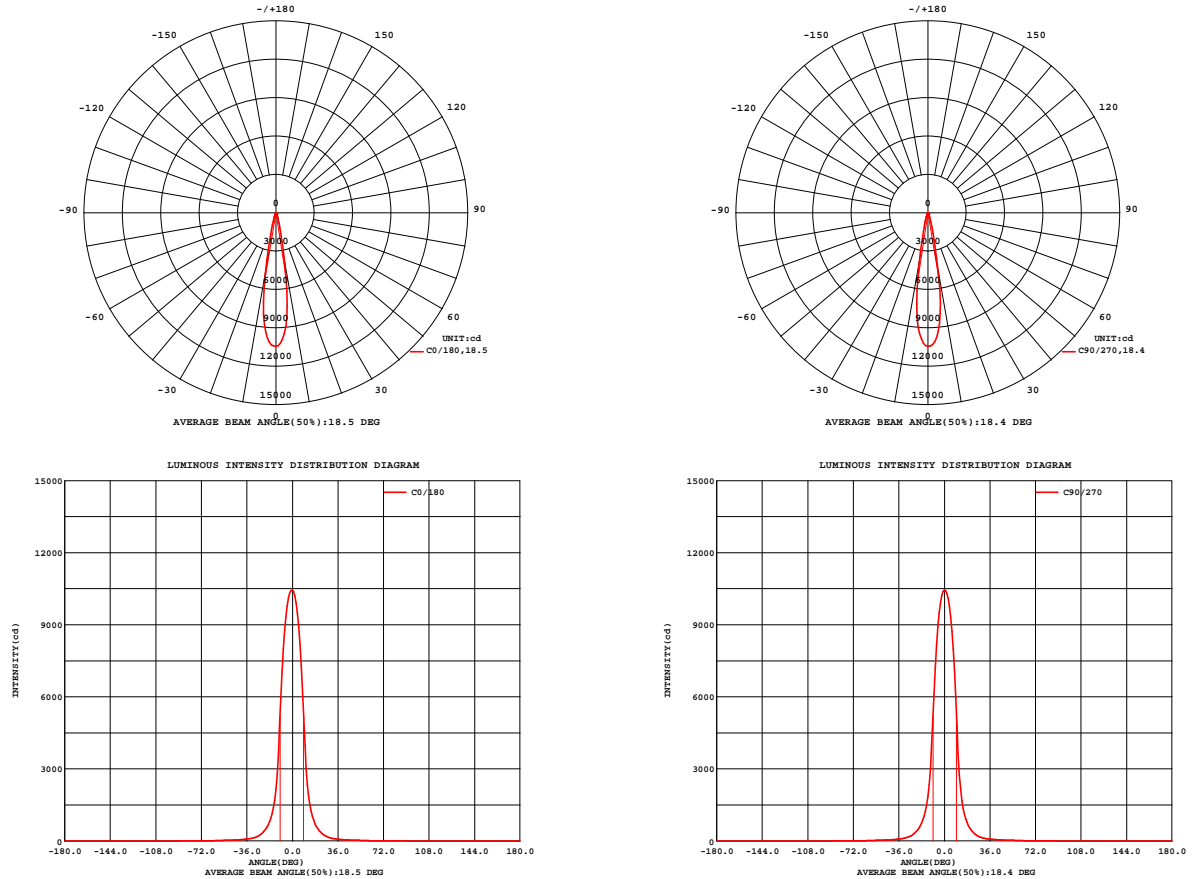 -/+180
-150 150
-120 120
-90 90
-60 60
-30 30
0
3000
6000
9000
12000
15000
0
UNIT:cd
C0/180,18.5
AVERAGE BEAM ANGLE(50%):18.5 DEG
-/+180
-150 150
-120 120
-90 90
-60 60
-30 30
0
3000
6000
9000
12000
15000
0
UNIT:cd
C90/270,18.4
AVERAGE BEAM ANGLE(50%):18.4 DEG
LUMINOUS INTENSITY DISTRIBUTION DIAGRAM
C0/180
INTENSITY(cd)
15000
12000
9000
6000
3000
0
-180.0 -144.0 -108.0 -72.0 -36.0 0.0 36.0 72.0 108.0 144.0 180.0
ANGLE(DEG)
AVERAGE BEAM ANGLE(50%):18.5 DEG
LUMINOUS INTENSITY DISTRIBUTION DIAGRAM
C90/270
INTENSITY(cd)
15000
12000
9000
6000
3000
0
-180.0 -144.0 -108.0 -72.0 -36.0 0.0 36.0 72.0 108.0 144.0 180.0
ANGLE(DEG)
AVERAGE BEAM ANGLE(50%):18.4 DEG